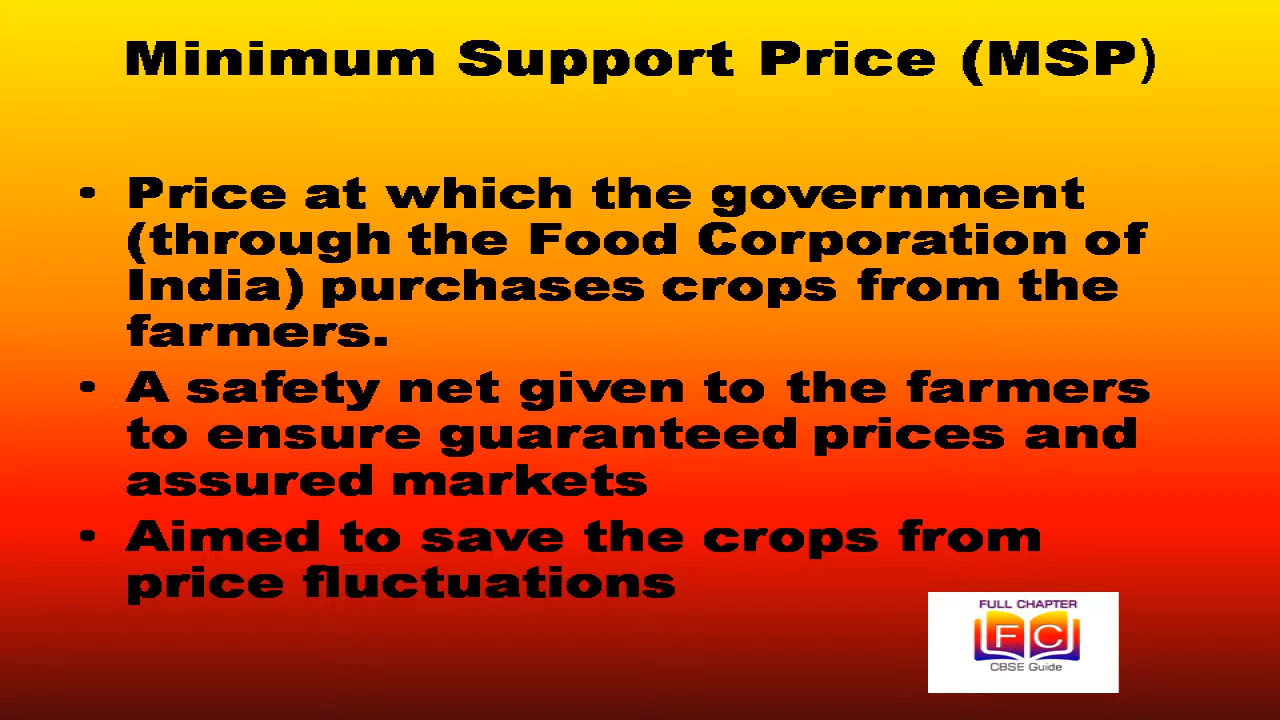 Minimum Support Price (MSP)
• Price at which the government
(through the Food Corporation of
India) purchases crops from the
farmers.
• A safety net given to the farmers
to ensure guaranteed prices and
assured markets
• Aimed to save the crops from
price fluctuations
FULL CHAPTER
FC
CBSE Guide